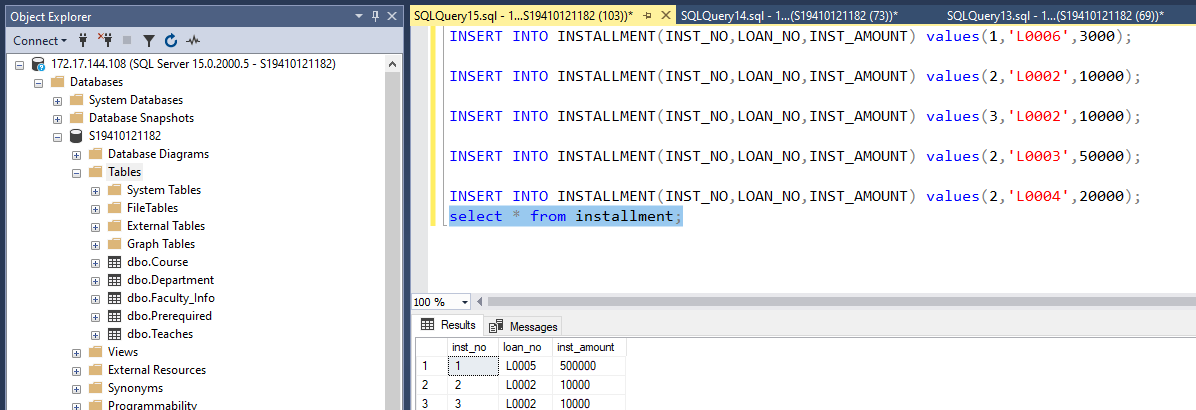 Object Explorer
Connect
172.17.144.108 (SQL Server 15.0.2000.5 - S19410121182)
Databases
System Databases
Database Snapshots
S19410121182
Database Diagrams
Tables
System Tables
FileTables
External Tables
Graph Tables
dbo.Course
dbo.Department
dbo.Faculty_Info
dbo.Prerequired
dbo.Teaches
Views
External Resources
Synonyms
Programmability
SQLQuery15.sql - 1...S19410121182 (103))* SQLQuery14.sql - 1...(S19410121182 (73))* SQLQuery13.sql - 1...(S19410121182 (69))*
INSERT INTO INSTALLMENT(INST_NO,LOAN_NO,INST_AMOUNT) values(1,'L0006',3000);
INSERT INTO INSTALLMENT(INST_NO,LOAN_NO,INST_AMOUNT) values(2,'L0002',10000);
INSERT INTO INSTALLMENT(INST_NO,LOAN_NO,INST_AMOUNT) values(3,'L0002',10000);
INSERT INTO INSTALLMENT(INST_NO,LOAN_NO,INST_AMOUNT) values(2,'L0003',50000);
INSERT INTO INSTALLMENT(INST_NO,LOAN_NO,INST_AMOUNT) values(2,'L0004',20000);
select * from installment;
100 %
Results Messages
inst_no loan_no inst_amount
1 1 L0005 500000
2 2 L0002 10000
3 3 L0002 10000